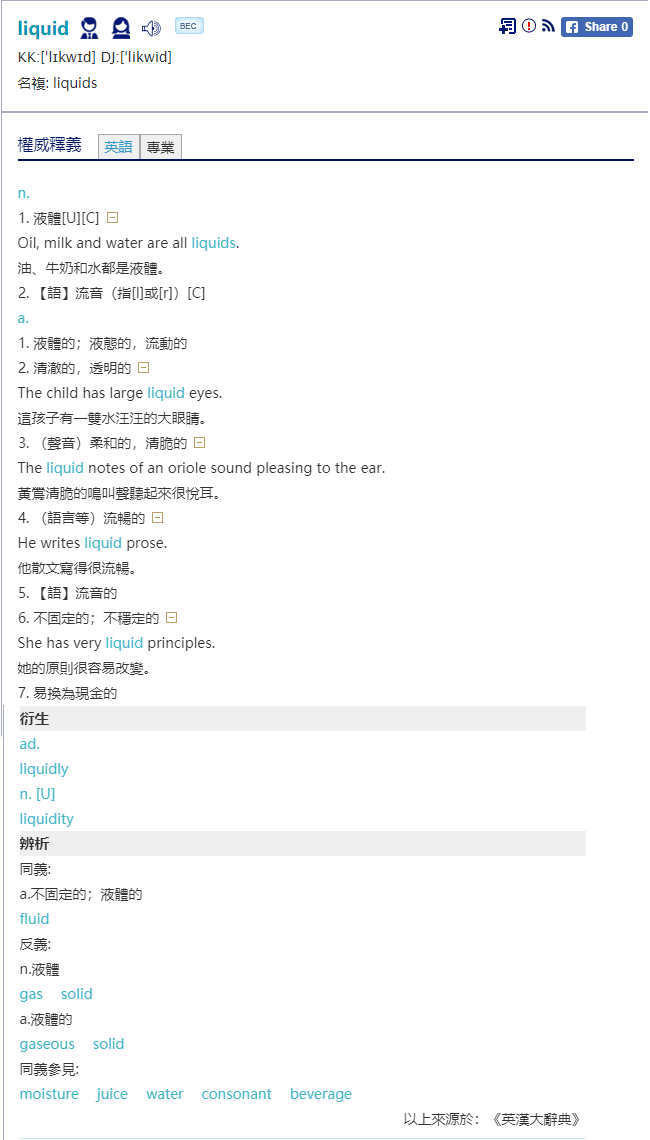 liquid BEC Share 0
KK:[ˈlɪkwɪd] DJ:[ˈlikwid]
名複: liquids
權威釋義 英語 專業
n.
1. 液體[U][C]
Oil, milk and water are all liquids.
油、牛奶和水都是液體。
2. 【語】流音（指[l]或[r]）[C]
a.
1. 液體的；液態的，流動的
2. 清澈的，透明的
The child has large liquid eyes.
這孩子有一雙水汪汪的大眼睛。
3. （聲音）柔和的，清脆的
The liquid notes of an oriole sound pleasing to the ear.
黃鶯清脆的鳴叫聲聽起來很悅耳。
4. （語言等）流暢的
He writes liquid prose.
他散文寫得很流暢。
5. 【語】流音的
6. 不固定的；不穩定的
She has very liquid principles.
她的原則很容易改變。
7. 易換為現金的
衍生
ad.
liquidly
n. [U]
liquidity
辨析
同義:
a.不固定的；液體的
fluid
反義:
n.液體
gas solid
a.液體的
gaseous solid
同義參見:
moisture juice water consonant beverage
以上來源於：《英漢大辭典》